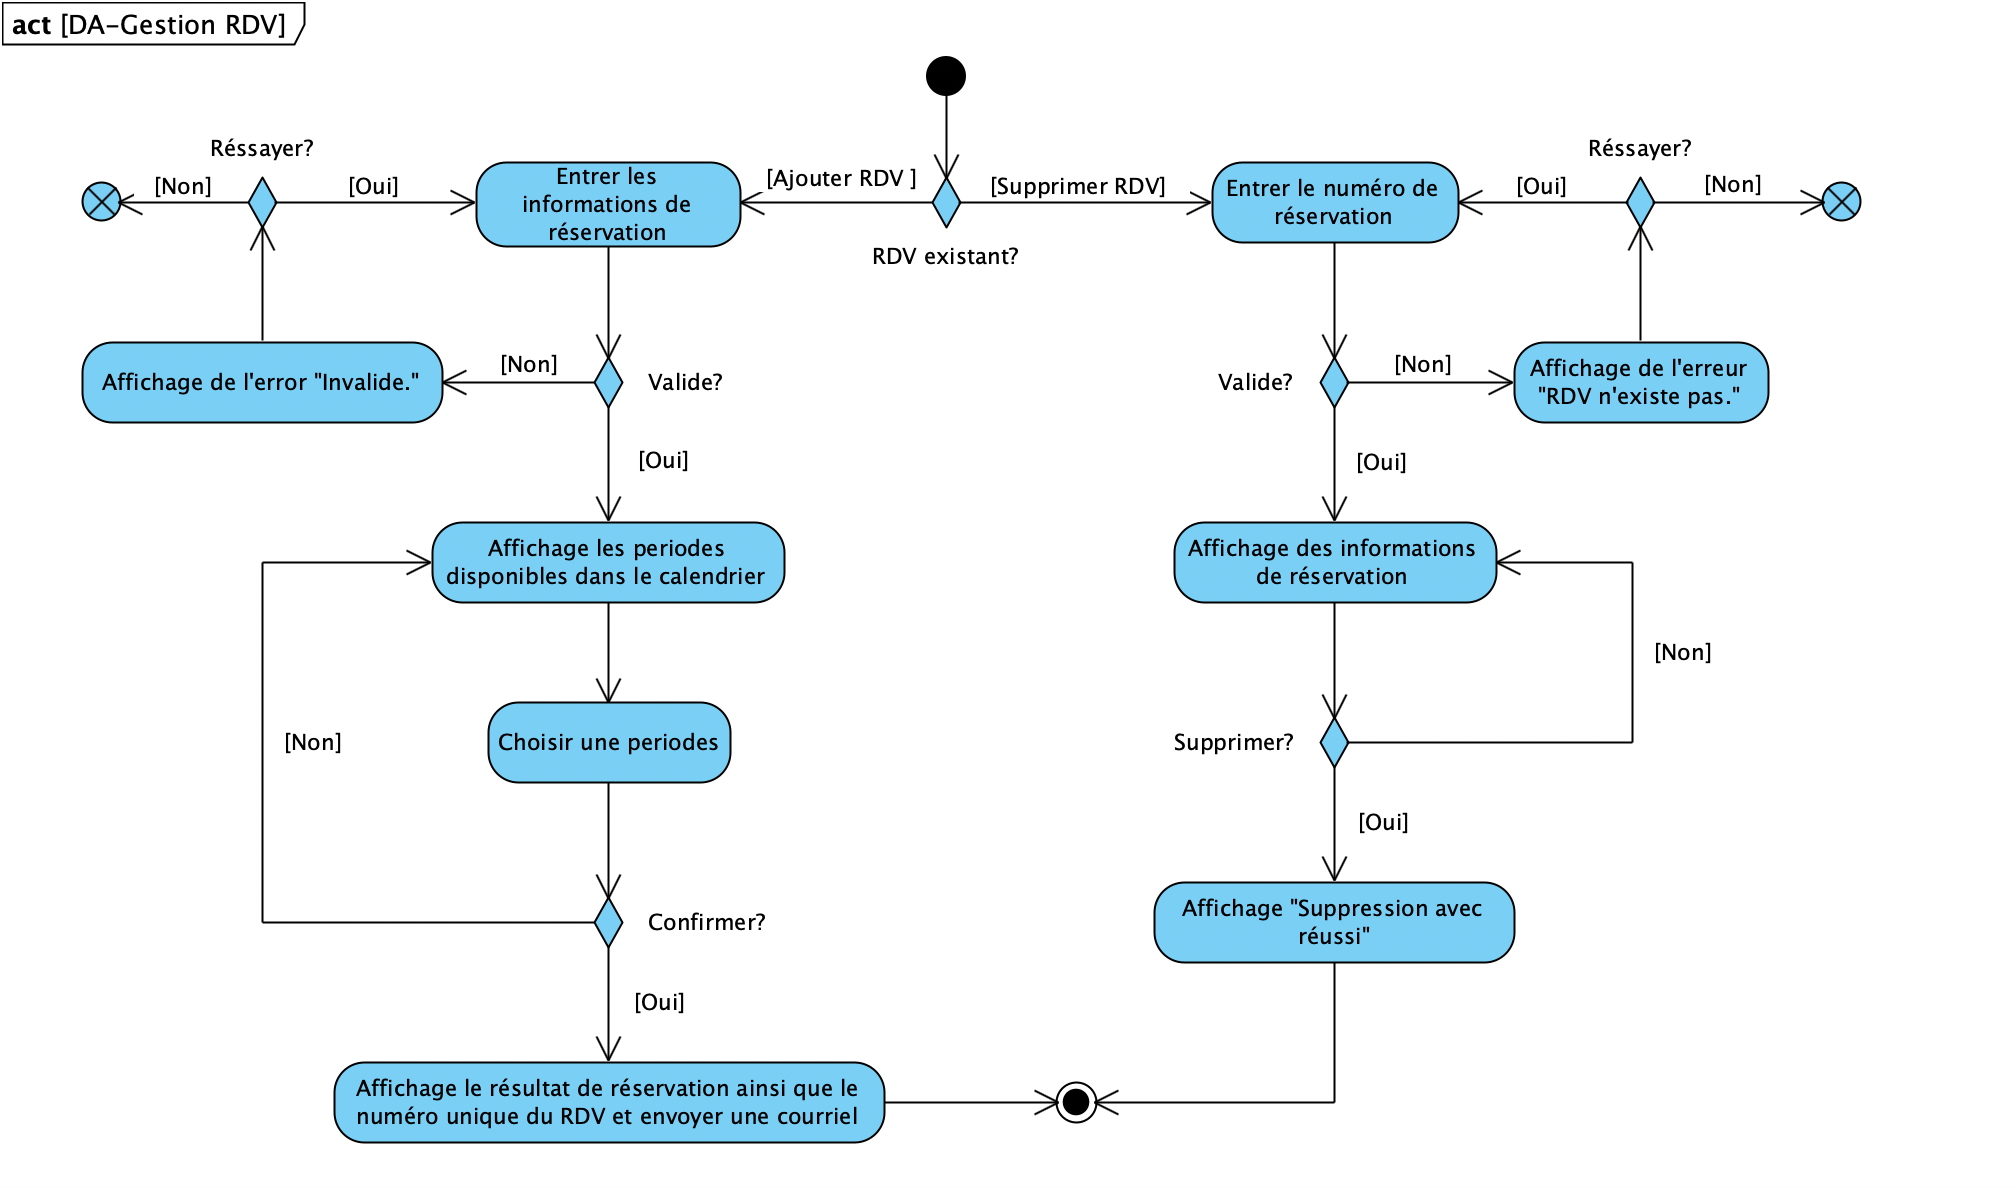 act [DA-Gestion RDV]
Réssayer?
Réssayer?
[Non]
[Oui]
Entrer les
informations de
réservation
[Ajouter RDV ]
[Supprimer RDV]
Entrer le numéro de
réservation
[Oui]
[Non]
RDV existant?
Affichage de l'error "Invalide."
[Non]
Valide?
Valide?
[Non]
Affichage de l'erreur
"RDV n'existe pas."
[Oui]
[Oui]
Affichage les periodes
disponibles dans le calendrier
Affichage des informations
de réservation
[Non]
[Non]
Choisir une periodes
Supprimer?
[Oui]
Confirmer?
Affichage "Suppression avec
réussi"
[Oui]
Affichage le résultat de réservation ainsi que le
numéro unique du RDV et envoyer une courriel